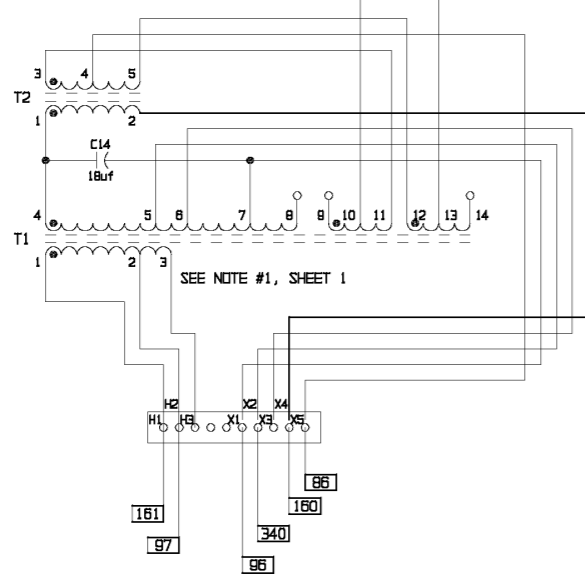 3 4 5
T2
1 2
C14
18uf
4 5 6 7 8 9 10 11 12 13 14
T1
1 2 3
SEE NOTE #1, SHEET 1
H2 X2 X4
H1 H3 X1 X3 X5
86
161 160
97 340
96